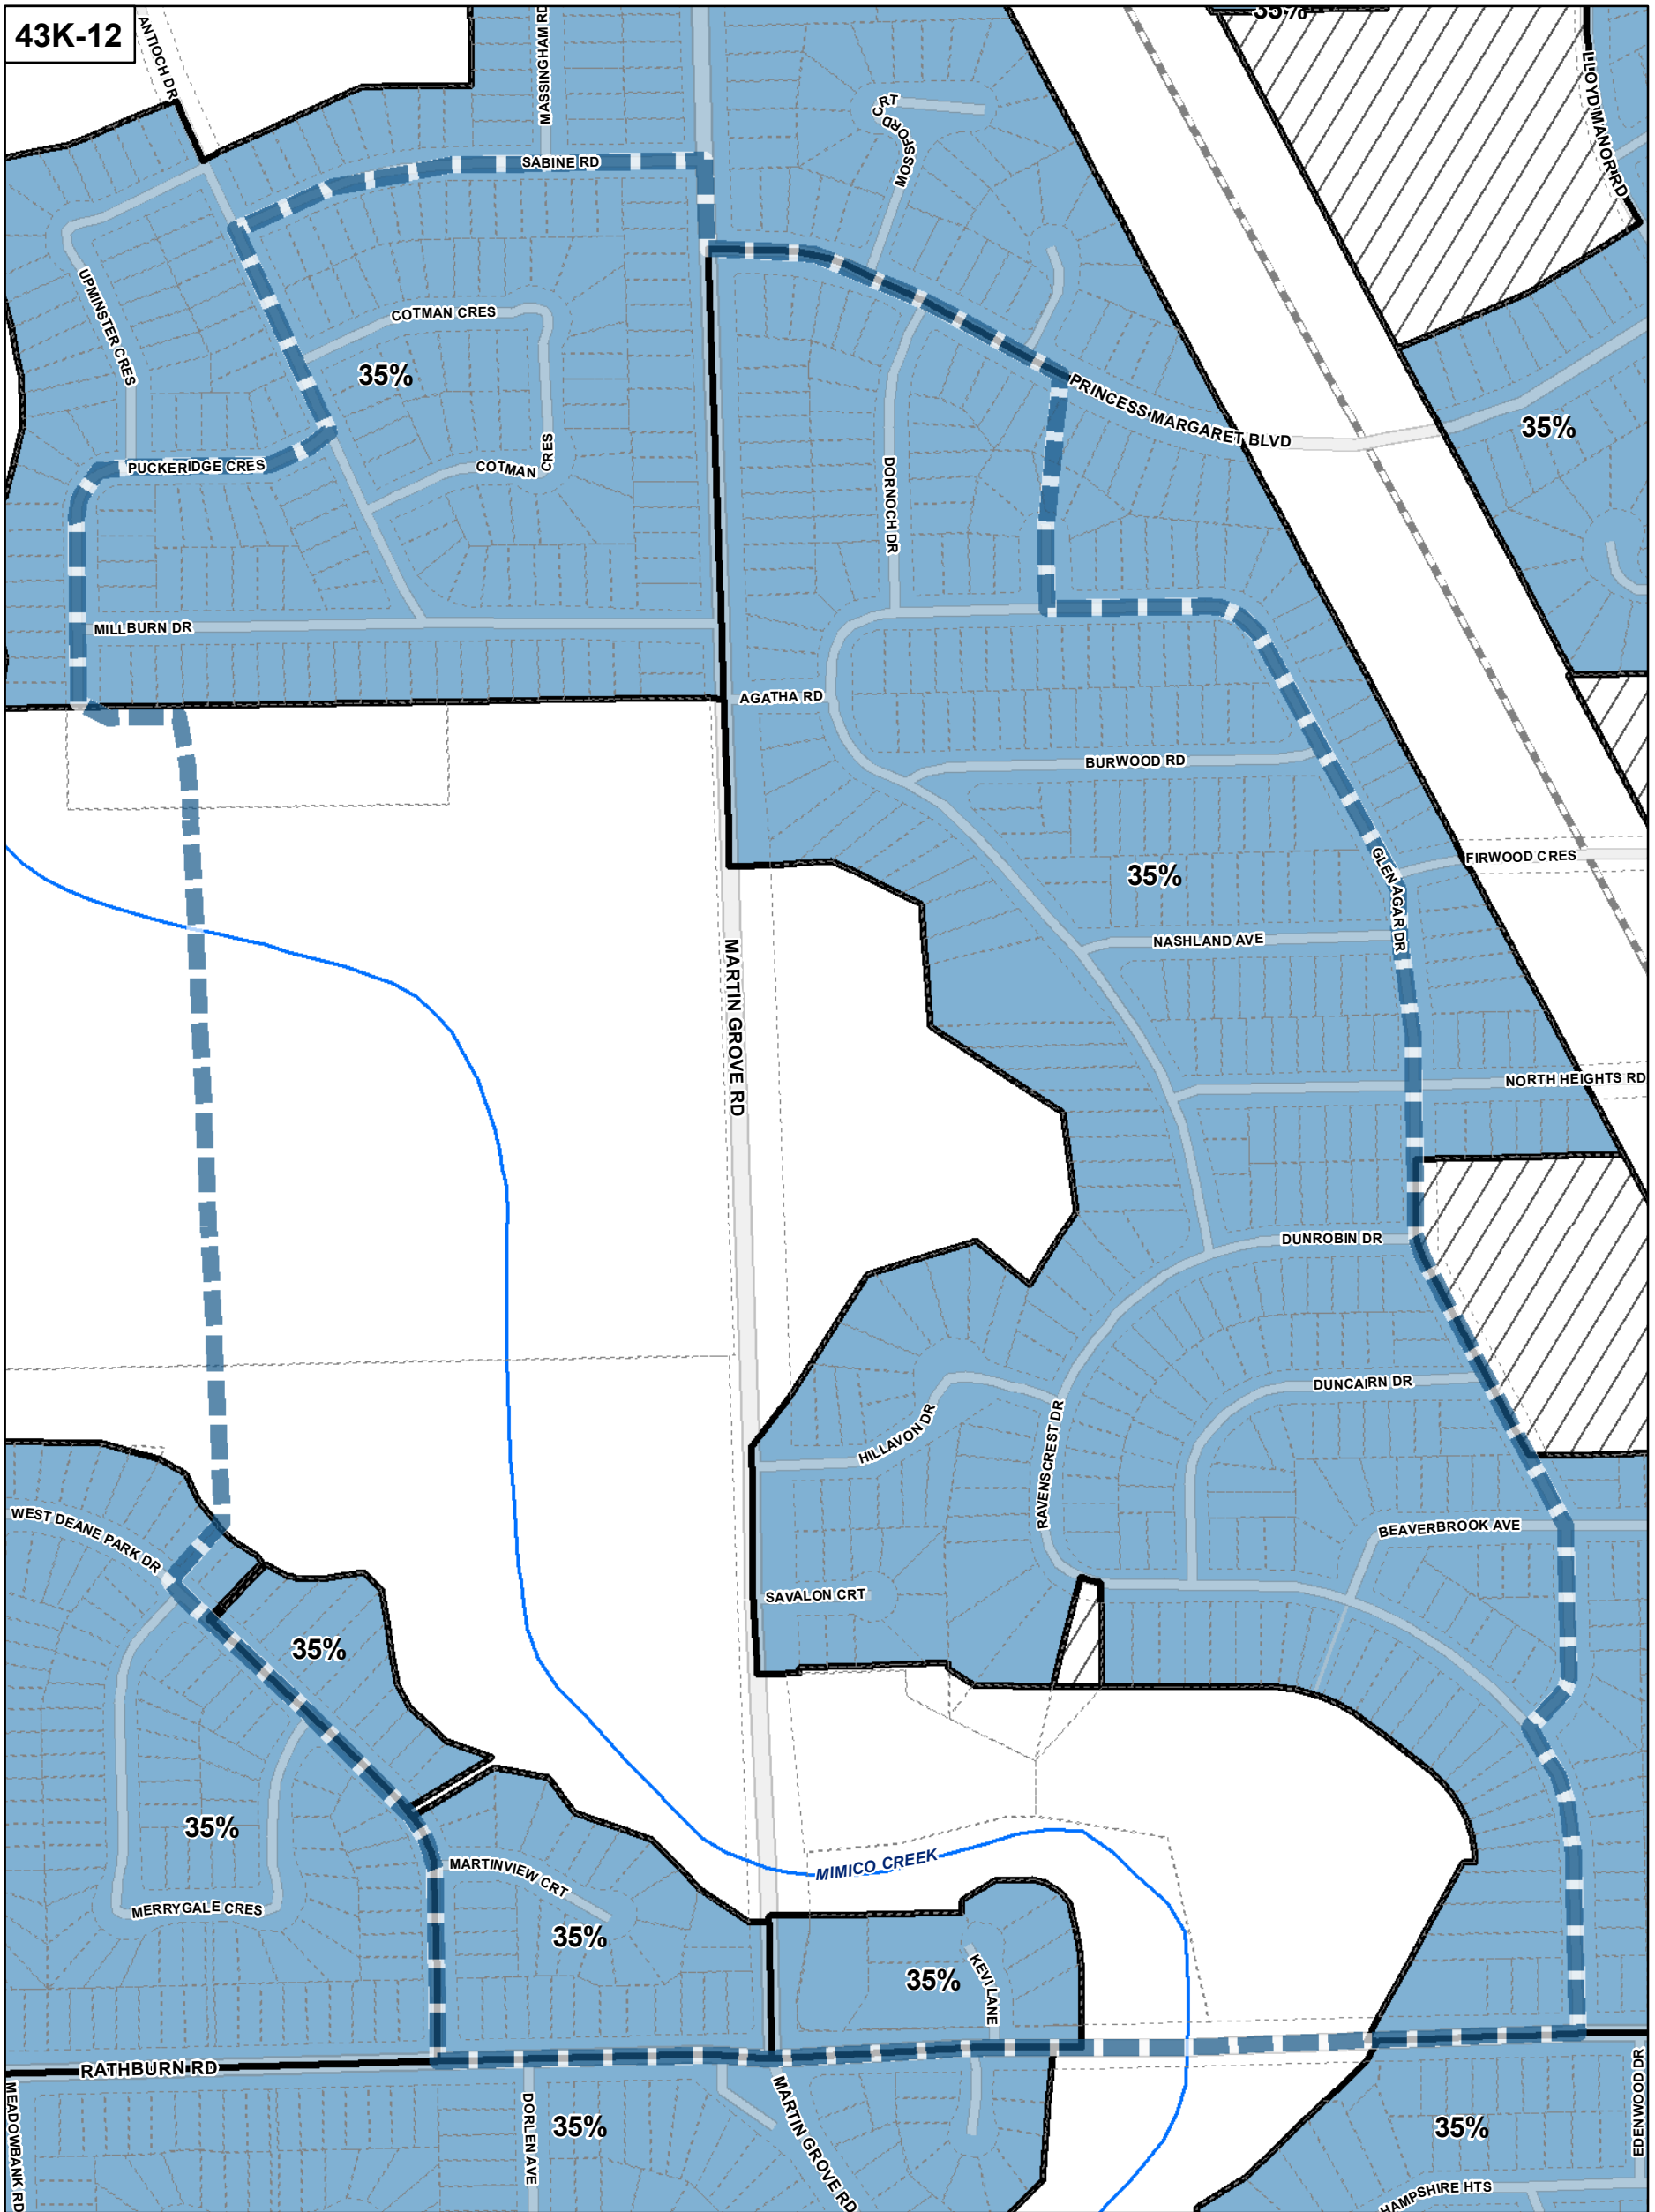 43K-12
ANTIOCH DR
MASSINGHAM RD
35%
LLOYD MANOR RD
MOSSFORD CRT
SABINE RD
UPMINSTER CRES
COTMAN CRES
35%
PRINCESS MARGARET BLVD
35%
PUCKERIDGE CRES
COTMAN CRES
DORNOCH DR
MILLBURN DR
AGATHA RD
BURWOOD RD
GLEN AGAR DR
FIRWOOD CRES
35%
MARTIN GROVE RD
NASHLAND AVE
NORTH HEIGHTS RD
DUNROBIN DR
DUNCAIRN DR
HILLAVON DR
RAVENSCREST DR
WEST DEANE PARK DR
BEAVERBROOK AVE
SAVALON CRT
35%
35%
MARTINVIEW CRT
MIMICO CREEK
MERRYGALE CRES
35%
35%
KEVI LANE
RATHBURN RD
MEADOWBANK RD
DORLEN AVE
35%
MARTIN GROVE RD
35%
EDENWOOD DR
HAMPSHIRE HTS